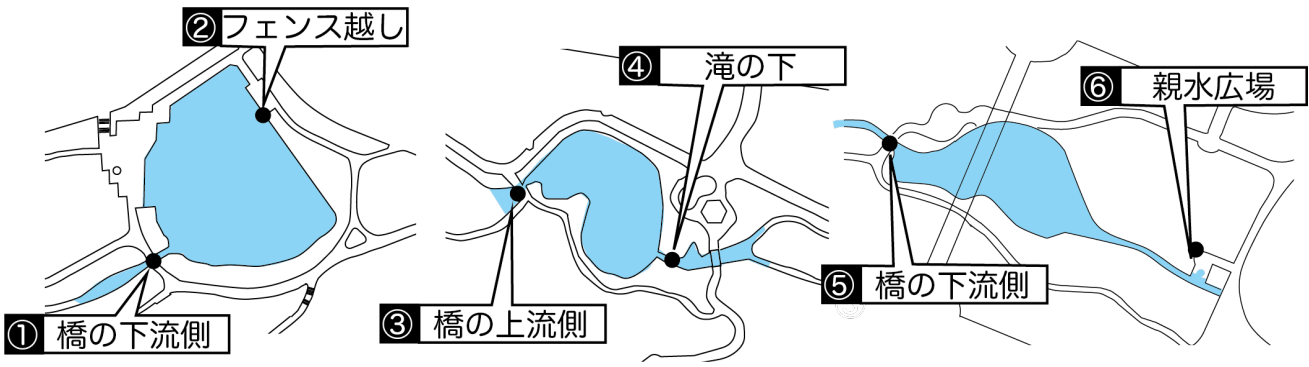 ① 橋の下流側
② フェンス越し
③ 橋の上流側
④ 滝の下
⑤ 橋の下流側
⑥ 親水広場